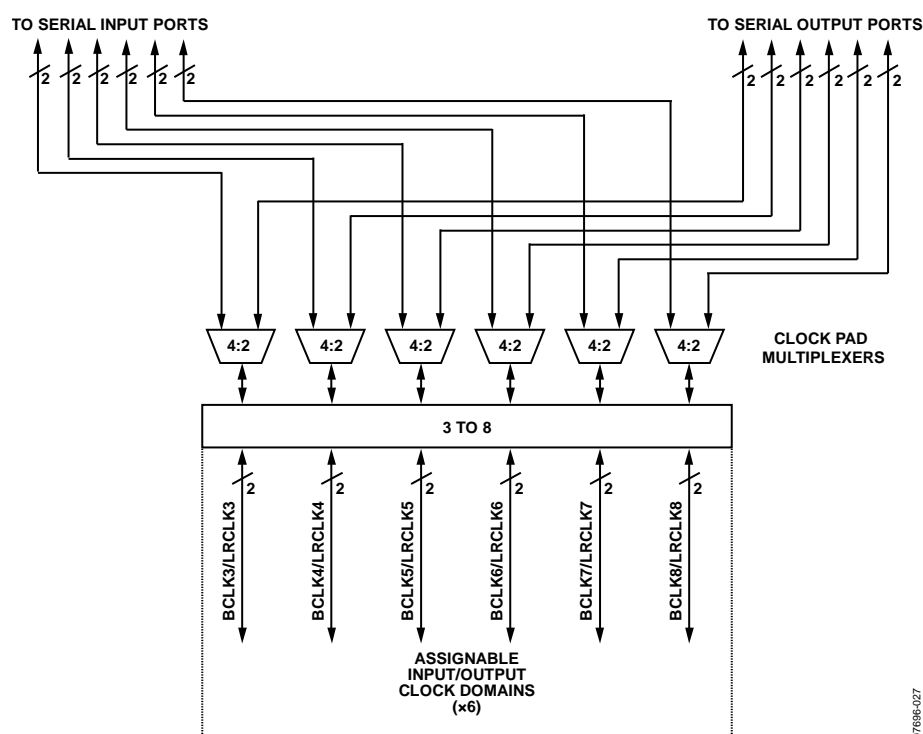 TO SERIAL INPUT PORTS
TO SERIAL OUTPUT PORTS
2 2 2 2 2 2
2 2 2 2 2 2
4:2 4:2 4:2 4:2 4:2 4:2
CLOCK PAD
MULTIPLEXERS
3 TO 8
2 2 2 2 2 2
BCLK3/LRCLK3
BCLK4/LRCLK4
BCLK5/LRCLK5
BCLK6/LRCLK6
BCLK7/LRCLK7
BCLK8/LRCLK8
ASSIGNABLE
INPUT/OUTPUT
CLOCK DOMAINS
(×6)